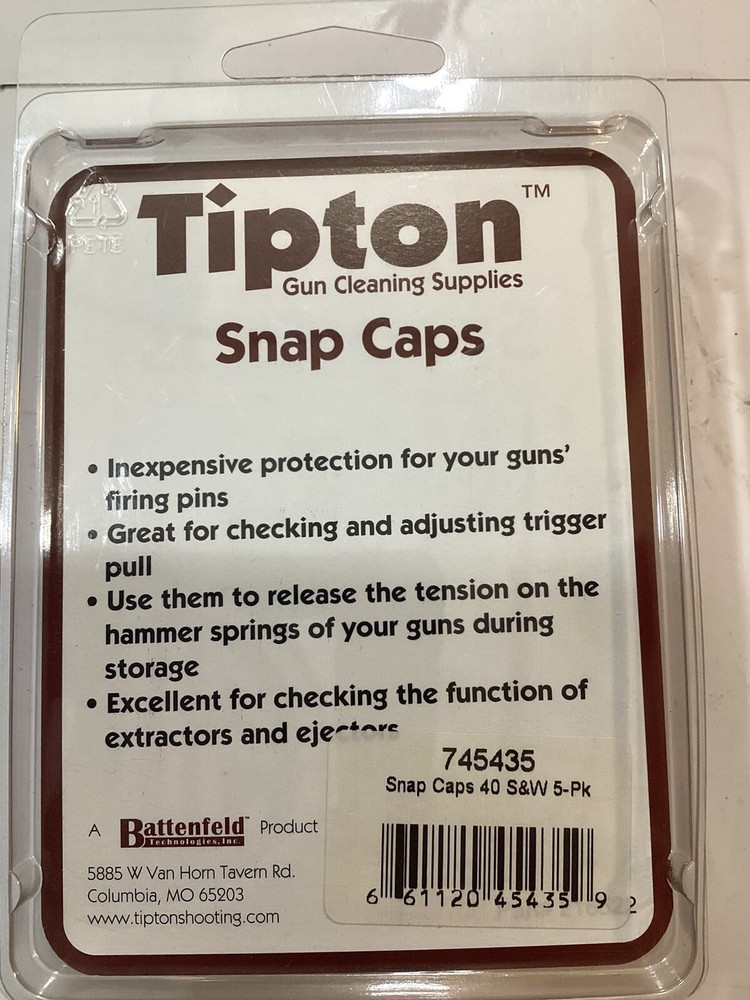 1
PETE
Tipton™
Gun Cleaning Supplies
Snap Caps
• Inexpensive protection for your guns'
firing pins
• Great for checking and adjusting trigger
pull
• Use them to release the tension on the
hammer springs of your guns during
storage
• Excellent for checking the function of
extractors and ejectors
745435
Snap Caps 40 S&W 5-Pk
A Battenfeld™ Product
Technologies, Inc.
5885 W Van Horn Tavern Rd.
Columbia, MO 65203
www.tiptonshooting.com
6 61120 45435 9